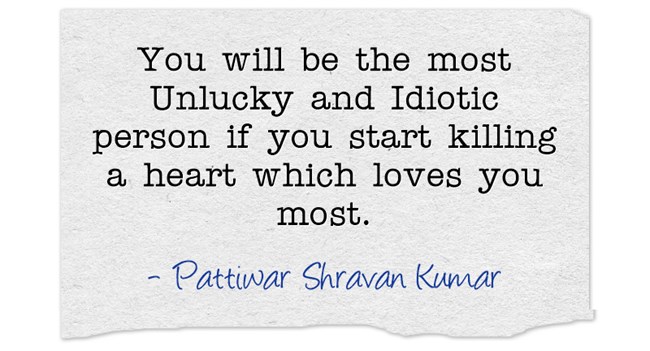 You will be the most
Unlucky and Idiotic
person if you start killing
a heart which loves you
most.
- Pattiwar Shravan Kumar